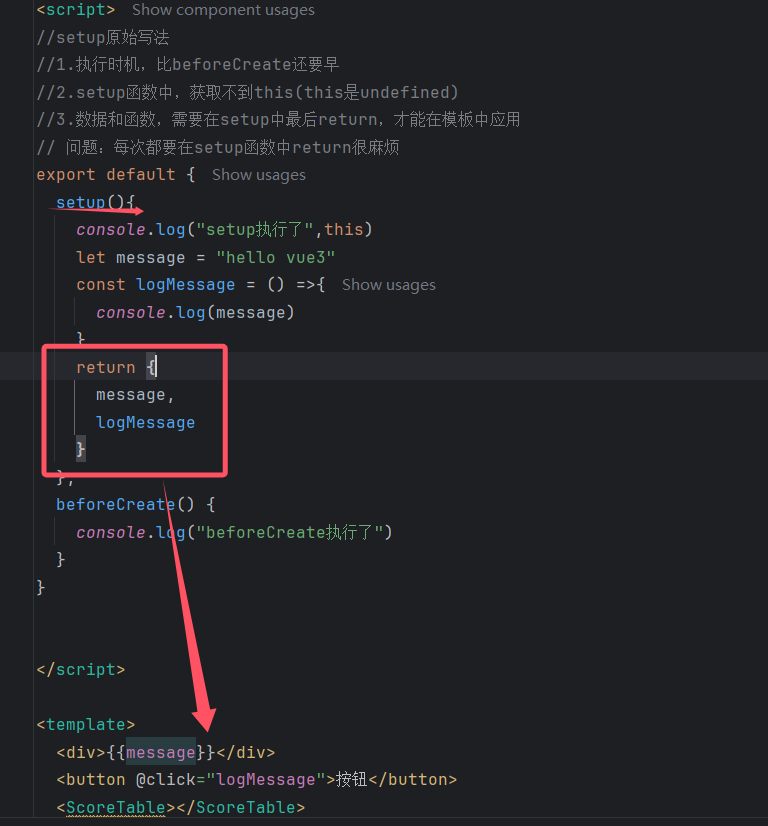 <script> Show component usages
//setup原始写法
//1.执行时机，比beforeCreate还要早
//2.setup函数中，获取不到this(this是undefined)
//3.数据和函数，需要在setup中最后return，才能在模板中应用
// 问题：每次都要在setup函数中return很麻烦
export default { Show usages
setup(){
console.log("setup执行了",this)
let message = "hello vue3"
const logMessage = () =>{ Show usages
console.log(message)
}
return {
message,
logMessage
}
},
beforeCreate() {
console.log("beforeCreate执行了")
}
}
</script>
<template>
<div>{{message}}</div>
<button @click="logMessage">按钮</button>
<ScoreTable></ScoreTable>